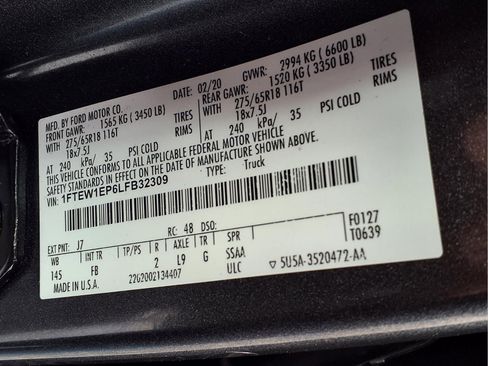 MFD. BY FORD MOTOR CO.
DATE: 02/20 GVWR: 2994 KG ( 6600 LB)
FRONT GAWR: 1565 KG ( 3450 LB) REAR GAWR: 1520 KG ( 3350 LB)
WITH 275/65R18 116T TIRES WITH 275/65R18 116T TIRES
18x7.5J RIMS 18x7.5J RIMS
AT 240 kPa/ 35 PSI COLD AT 240 kPa/ 35 PSI COLD
THIS VEHICLE CONFORMS TO ALL APPLICABLE FEDERAL MOTOR VEHICLE
SAFETY STANDARDS IN EFFECT ON THE DATE OF MANUFACTURE SHOWN ABOVE.
VIN: 1FTEW1EP6LFB32309 TYPE: Truck
F0127
EXT PNT: J7 RC: 48 DSO: T0639
WB INT TR TP/PS R AXLE TR SPR
145 FB 2 L9 G SSAA
MADE IN U.S.A. 2202002134407 ULC ▽ 5U5A-3520472-AA